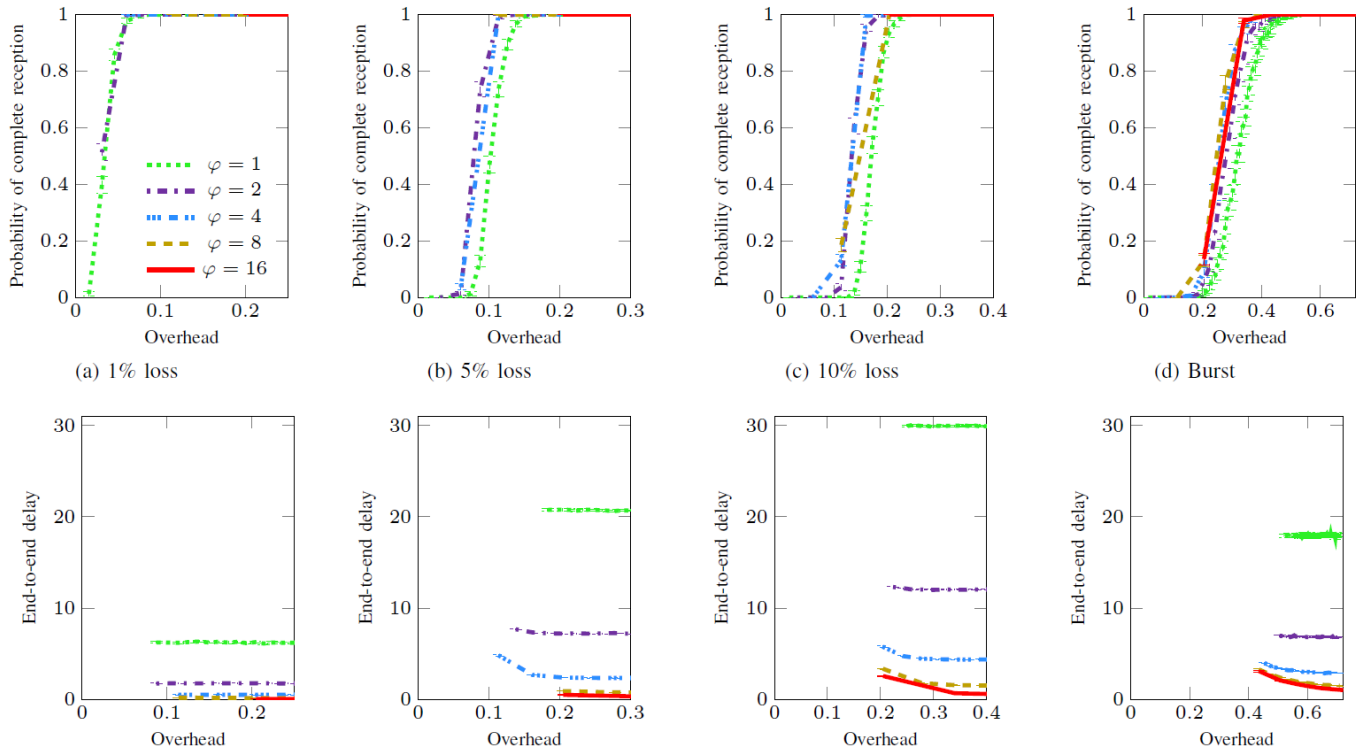 Probability of complete reception
1
0.8
0.6
0.4
0.2
0
φ = 1
φ = 2
φ = 4
φ = 8
φ = 16
0 0.1 0.2
Overhead
(a) 1% loss
Probability of complete reception
1
0.8
0.6
0.4
0.2
0
0 0.1 0.2 0.3
Overhead
(b) 5% loss
Probability of complete reception
1
0.8
0.6
0.4
0.2
0
0 0.1 0.2 0.3 0.4
Overhead
(c) 10% loss
Probability of complete reception
1
0.8
0.6
0.4
0.2
0
0 0.2 0.4 0.6
Overhead
(d) Burst
End-to-end delay
30
20
10
0
0 0.1 0.2
Overhead
End-to-end delay
30
20
10
0
0 0.1 0.2 0.3
Overhead
End-to-end delay
30
20
10
0
0 0.1 0.2 0.3 0.4
Overhead
End-to-end delay
30
20
10
0
0 0.2 0.4 0.6
Overhead